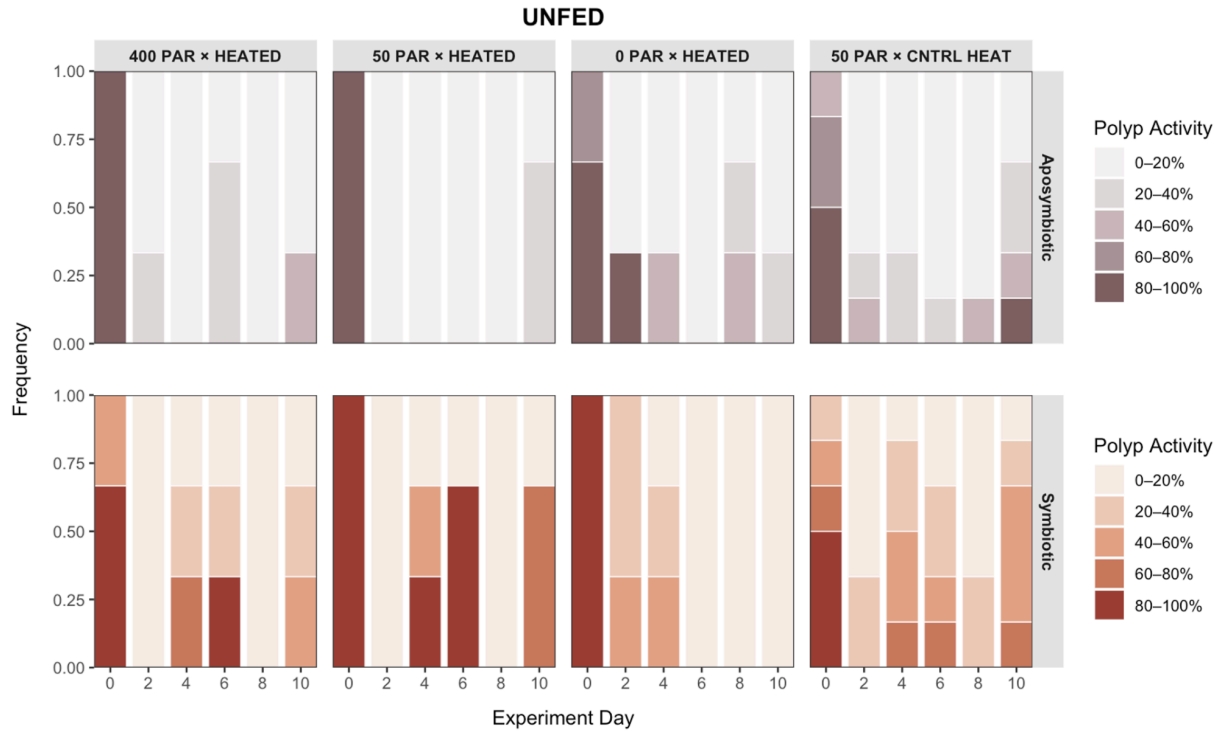 UNFED
400 PAR × HEATED
50 PAR × HEATED
0 PAR × HEATED
50 PAR × CNTRL HEAT
Frequency
1.00
0.75
0.50
0.25
0.00
Aposymbiotic
Polyp Activity
0–20%
20–40%
40–60%
60–80%
80–100%
1.00
0.75
0.50
0.25
0.00
Symbiotic
Polyp Activity
0–20%
20–40%
40–60%
60–80%
80–100%
0 2 4 6 8 10
0 2 4 6 8 10
0 2 4 6 8 10
0 2 4 6 8 10
Experiment Day